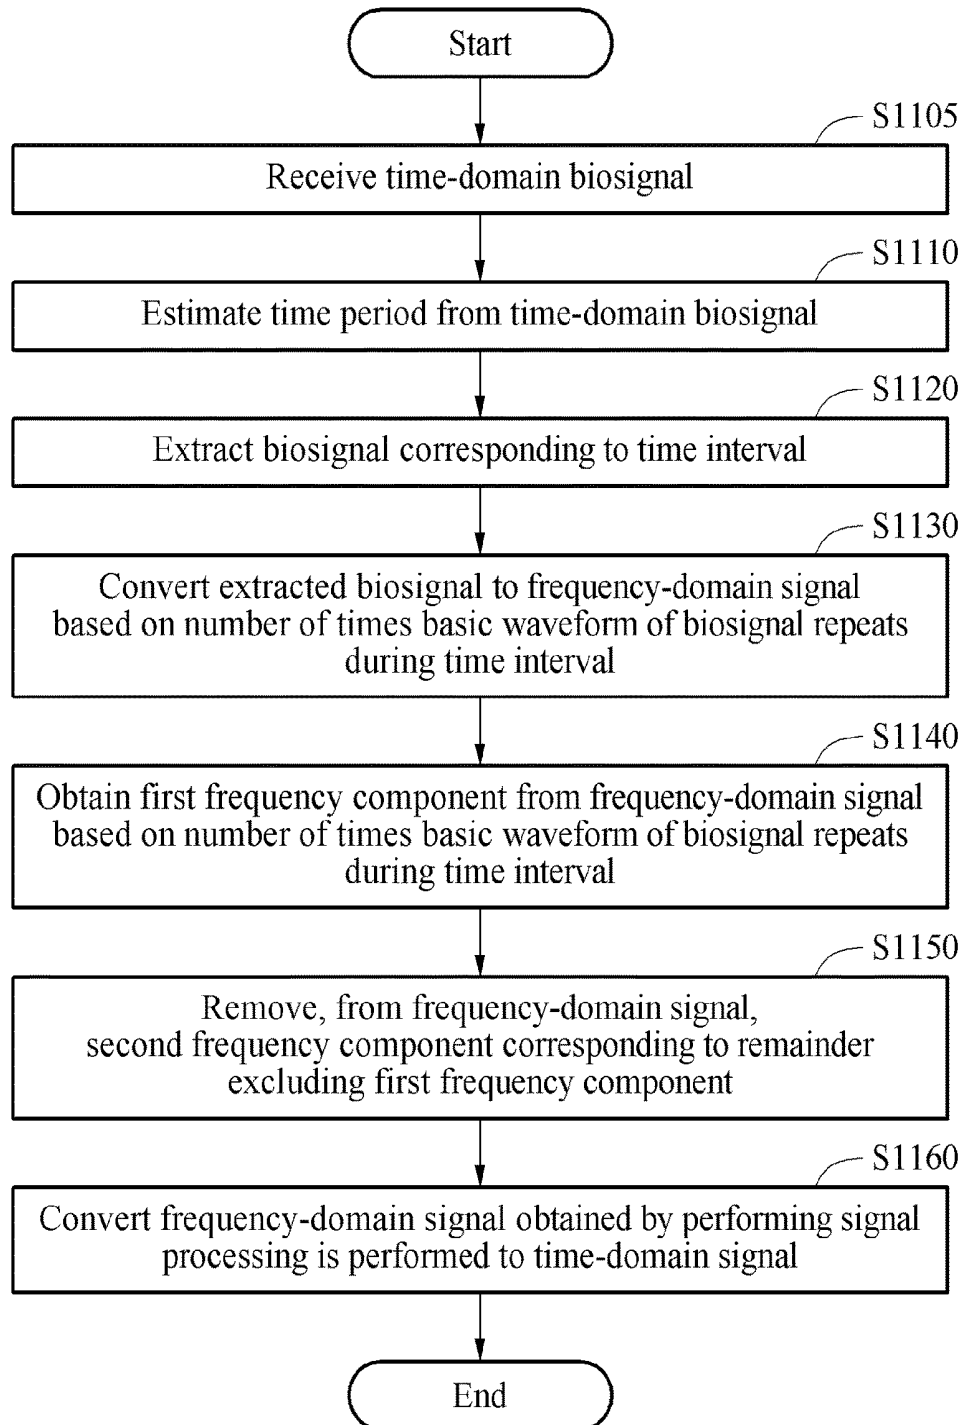 Start
S1105
Receive time-domain biosignal
S1110
Estimate time period from time-domain biosignal
S1120
Extract biosignal corresponding to time interval
S1130
Convert extracted biosignal to frequency-domain signal
based on number of times basic waveform of biosignal repeats
during time interval
S1140
Obtain first frequency component from frequency-domain signal
based on number of times basic waveform of biosignal repeats
during time interval
S1150
Remove, from frequency-domain signal,
second frequency component corresponding to remainder
excluding first frequency component
S1160
Convert frequency-domain signal obtained by performing signal
processing is performed to time-domain signal
End